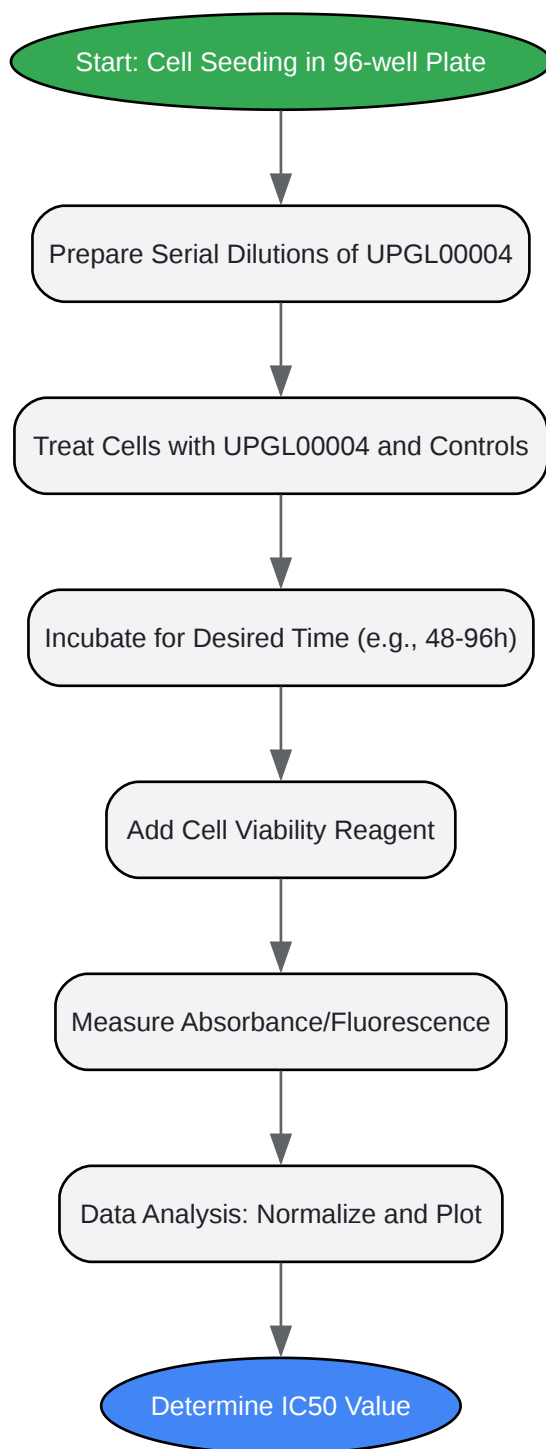 Start: Cell Seeding in 96-well Plate
Prepare Serial Dilutions of UPGL00004
Treat Cells with UPGL00004 and Controls
Incubate for Desired Time (e.g., 48-96h)
Add Cell Viability Reagent
Measure Absorbance/Fluorescence
Data Analysis: Normalize and Plot
Determine IC50 Value